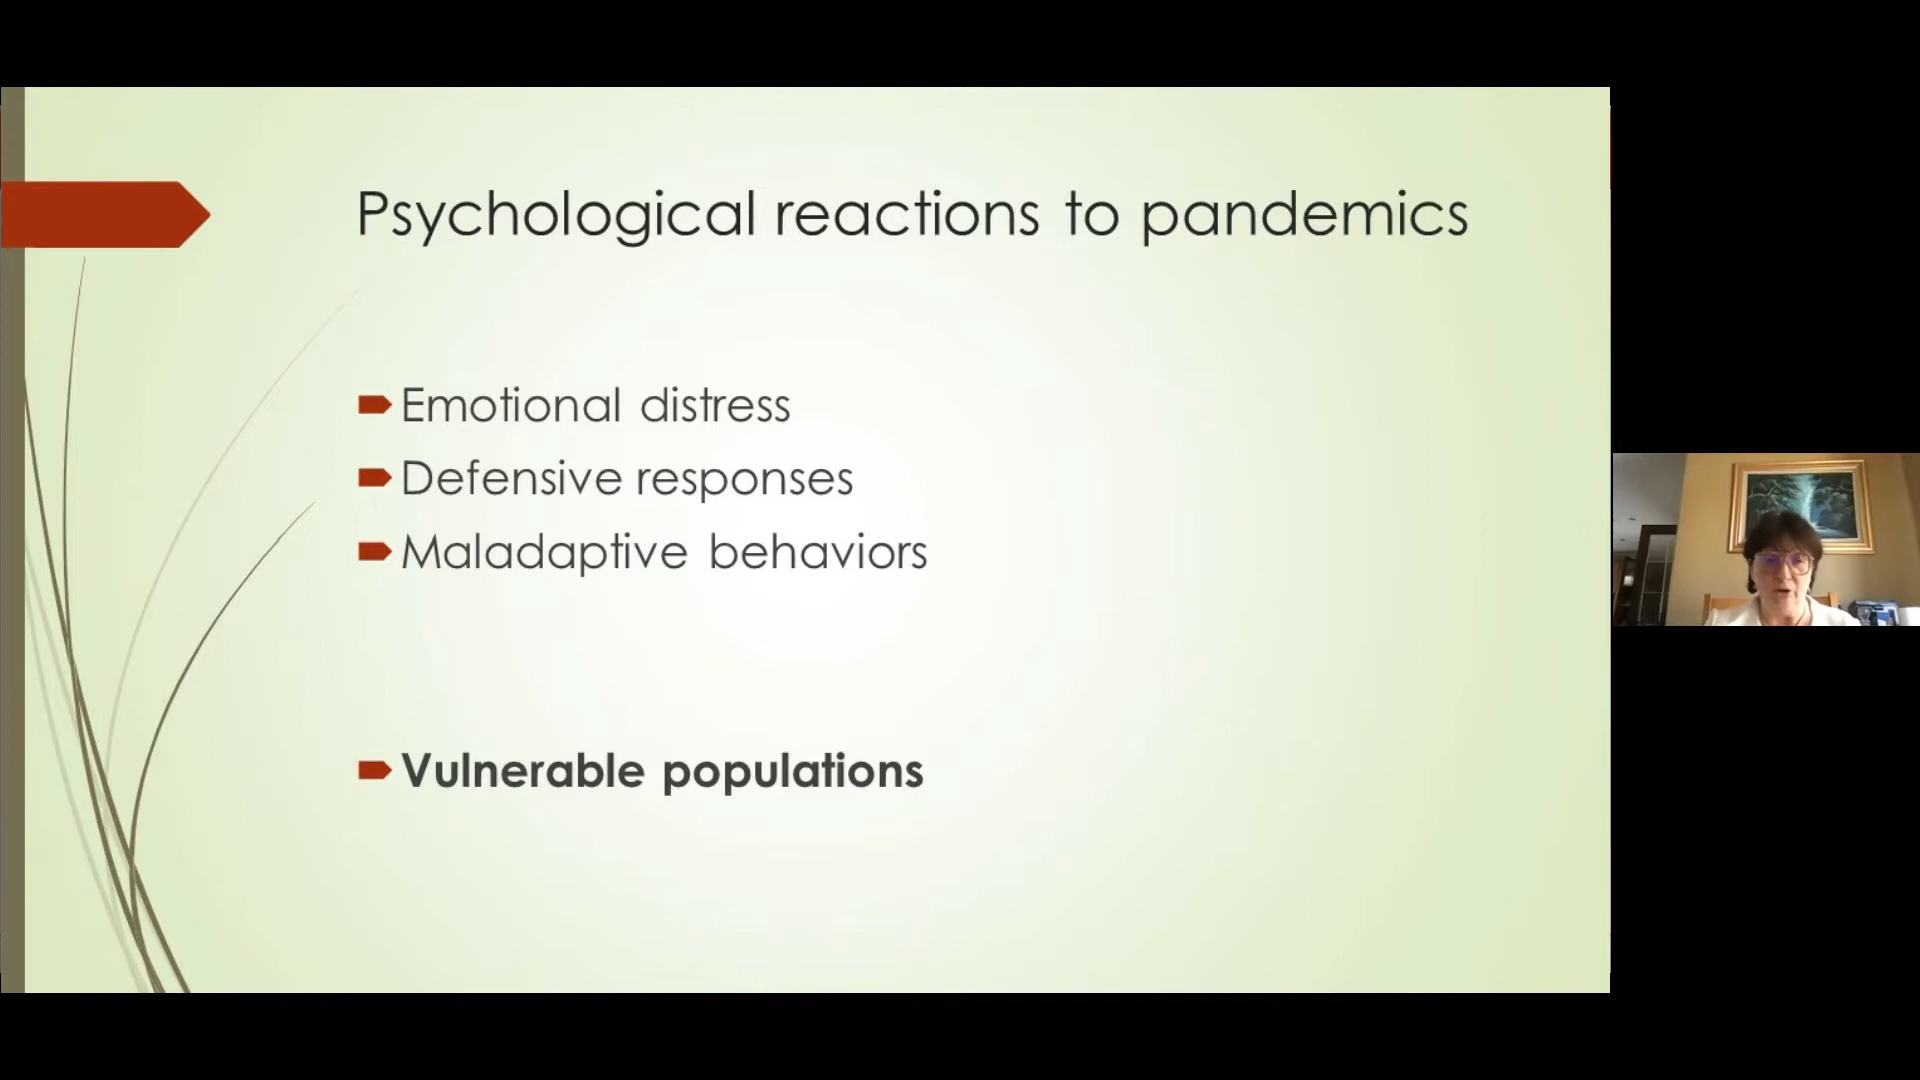 Psychological reactions to pandemics
Emotional distress
Defensive responses
Maladaptive behaviors
Vulnerable populations